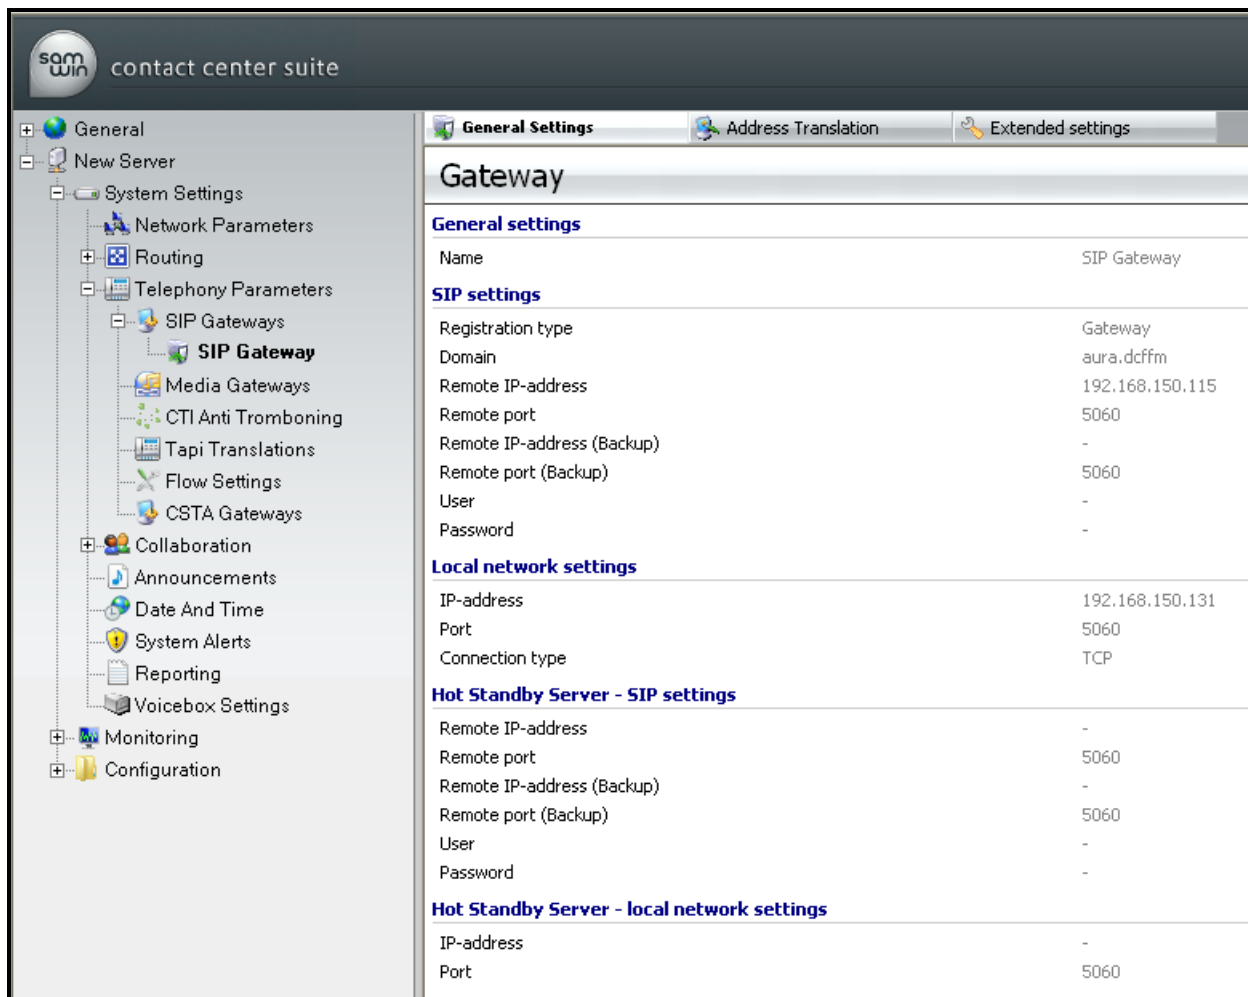 sam
win
contact center suite
General
New Server
System Settings
Network Parameters
Routing
Telephony Parameters
SIP Gateways
SIP Gateway
Media Gateways
CTI Anti Tromboning
Tapi Translations
Flow Settings
CSTA Gateways
Collaboration
Announcements
Date And Time
System Alerts
Reporting
Voicebox Settings
Monitoring
Configuration
General Settings Address Translation Extended settings
Gateway
General settings
Name SIP Gateway
SIP settings
Registration type Gateway
Domain aura.dcffm
Remote IP-address 192.168.150.115
Remote port 5060
Remote IP-address (Backup) -
Remote port (Backup) 5060
User -
Password -
Local network settings
IP-address 192.168.150.131
Port 5060
Connection type TCP
Hot Standby Server - SIP settings
Remote IP-address -
Remote port 5060
Remote IP-address (Backup) -
Remote port (Backup) 5060
User -
Password -
Hot Standby Server - local network settings
IP-address -
Port 5060